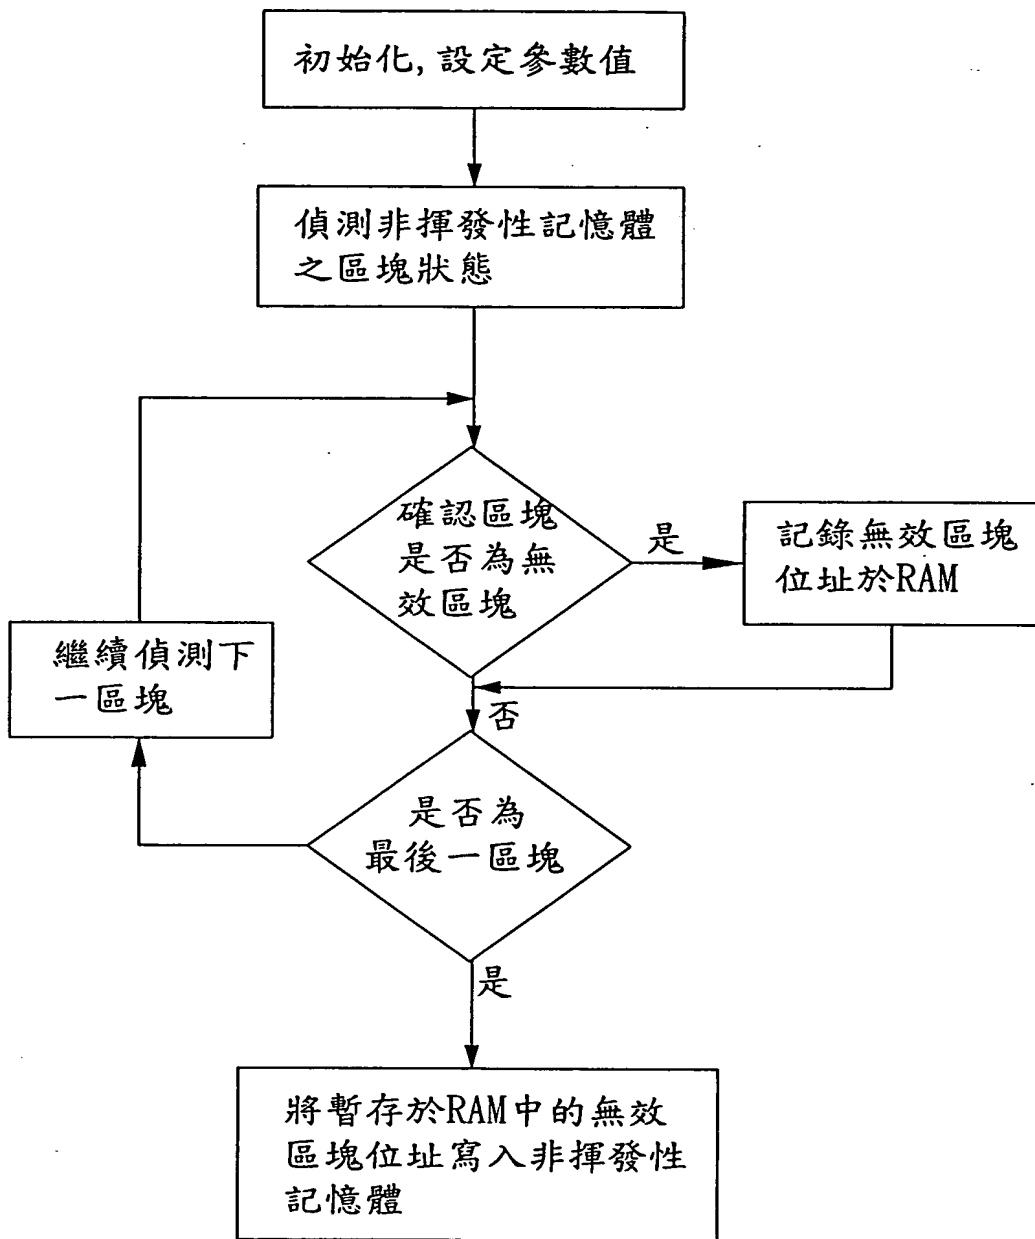 初始化,設定參數值
偵測非揮發性記憶體
之區塊狀態
確認區塊
是否為無
效區塊
是
記錄無效區塊
位址於RAM
繼續偵測下
一區塊
否
是否為
最後一區塊
是
將暫存於RAM中的無效
區塊位址寫入非揮發性
記憶體